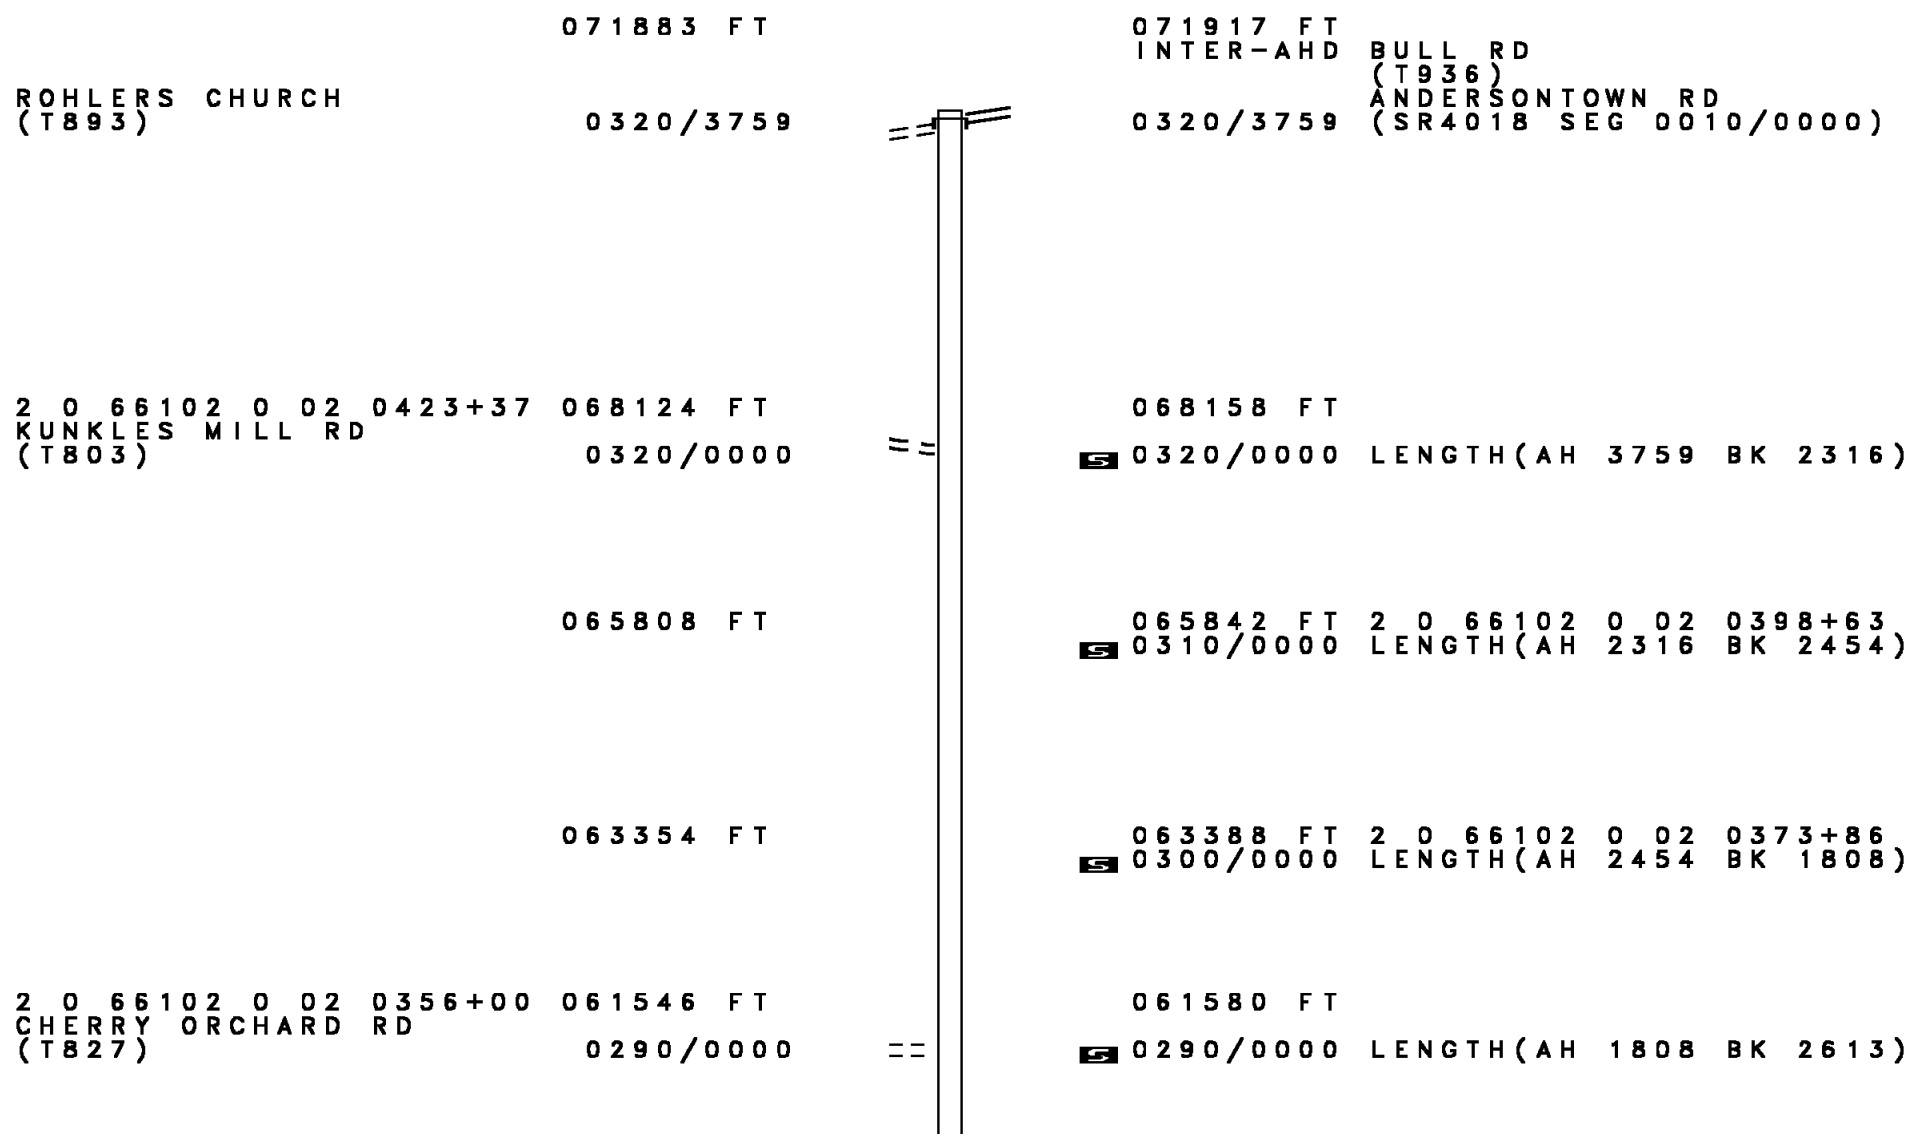 071883 FT 071917 FT
INTER-AHD BULL RD
(T936)
ROHLERS CHURCH ANDERSONTOWN RD
(T893) 0320/3759 0320/3759 (SR4018 SEG 0010/0000)
2 0 66102 0 02 0423+37 068124 FT 068158 FT
KUNKLES MILL RD
(T803) 0320/0000 S 0320/0000 LENGTH(AH 3759 BK 2316)
065808 FT 065842 FT 2 0 66102 0 02 0398+63
S 0310/0000 LENGTH(AH 2316 BK 2454)
063354 FT 063388 FT 2 0 66102 0 02 0373+86
S 0300/0000 LENGTH(AH 2454 BK 1808)
2 0 66102 0 02 0356+00 061546 FT 061580 FT
CHERRY ORCHARD RD
(T827) 0290/0000 S 0290/0000 LENGTH(AH 1808 BK 2613)